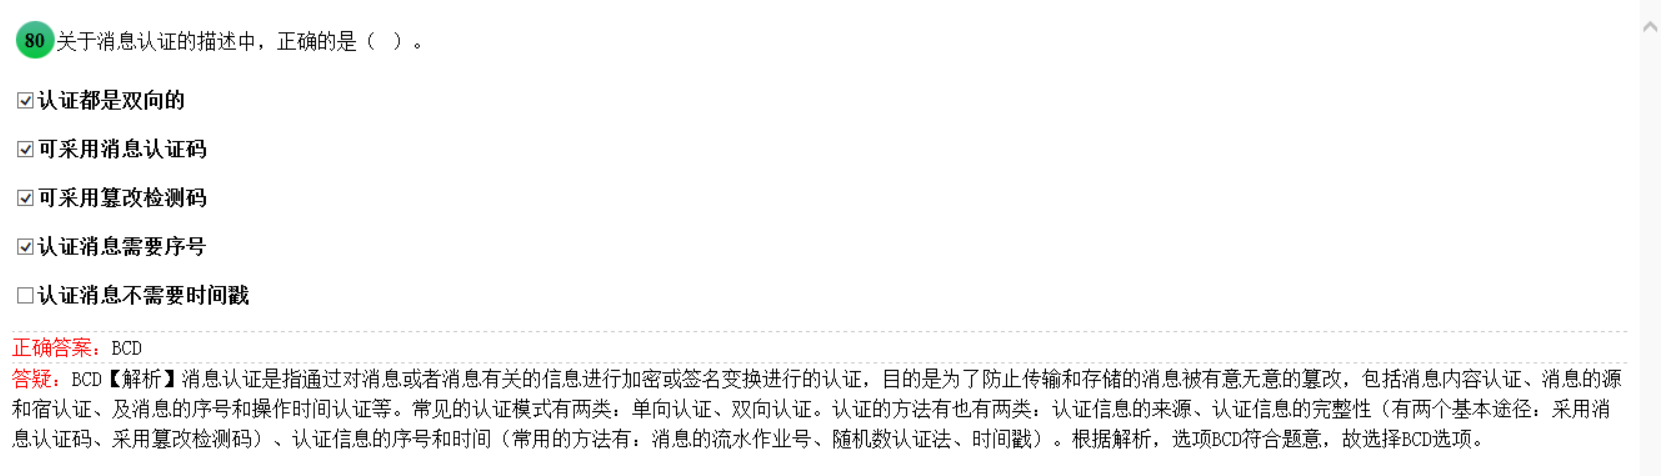 80 关于消息认证的描述中，正确的是（ ）。
认证都是双向的
可采用消息认证码
可采用篡改检测码
认证消息需要序号
认证消息不需要时间戳
正确答案：BCD
答疑：BCD【解析】消息认证是指通过对消息或者消息有关的信息进行加密或签名变换进行的认证，目的是为了防止传输和存储的消息被有意无意的篡改，包括消息内容认证、消息的源
和宿认证、及消息的序号和操作时间认证等。常见的认证模式有两类：单向认证、双向认证。认证的方法有也有两类：认证信息的来源、认证信息的完整性（有两个基本途径：采用消
息认证码、采用篡改检测码）、认证信息的序号和时间（常用的方法有：消息的流水作业号、随机数认证法、时间戳）。根据解析，选项BCD符合题意，故选择BCD选项。